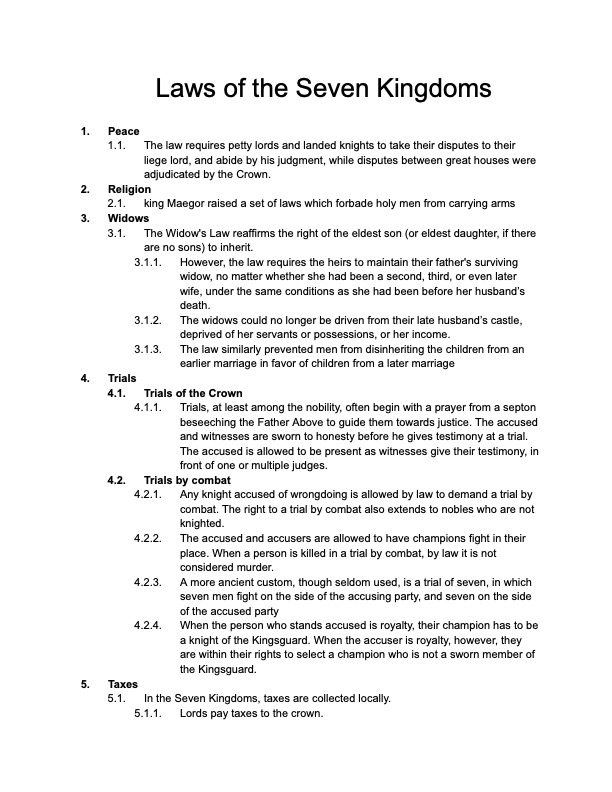 Laws of the Seven Kingdoms
1. Peace
1.1. The law requires petty lords and landed knights to take their disputes to their
liege lord, and abide by his judgment, while disputes between great houses were
adjudicated by the Crown.
2. Religion
2.1. king Maegor raised a set of laws which forbade holy men from carrying arms
3. Widows
3.1. The Widow's Law reaffirms the right of the eldest son (or eldest daughter, if there
are no sons) to inherit.
3.1.1. However, the law requires the heirs to maintain their father's surviving
widow, no matter whether she had been a second, third, or even later
wife, under the same conditions as she had been before her husband’s
death.
3.1.2. The widows could no longer be driven from their late husband’s castle,
deprived of her servants or possessions, or her income.
3.1.3. The law similarly prevented men from disinheriting the children from an
earlier marriage in favor of children from a later marriage
4. Trials
4.1. Trials of the Crown
4.1.1. Trials, at least among the nobility, often begin with a prayer from a septon
beseeching the Father Above to guide them towards justice. The accused
and witnesses are sworn to honesty before he gives testimony at a trial.
The accused is allowed to be present as witnesses give their testimony, in
front of one or multiple judges.
4.2. Trials by combat
4.2.1. Any knight accused of wrongdoing is allowed by law to demand a trial by
combat. The right to a trial by combat also extends to nobles who are not
knighted.
4.2.2. The accused and accusers are allowed to have champions fight in their
place. When a person is killed in a trial by combat, by law it is not
considered murder.
4.2.3. A more ancient custom, though seldom used, is a trial of seven, in which
seven men fight on the side of the accusing party, and seven on the side
of the accused party
4.2.4. When the person who stands accused is royalty, their champion has to be
a knight of the Kingsguard. When the accuser is royalty, however, they
are within their rights to select a champion who is not a sworn member of
the Kingsguard.
5. Taxes
5.1. In the Seven Kingdoms, taxes are collected locally.
5.1.1. Lords pay taxes to the crown.